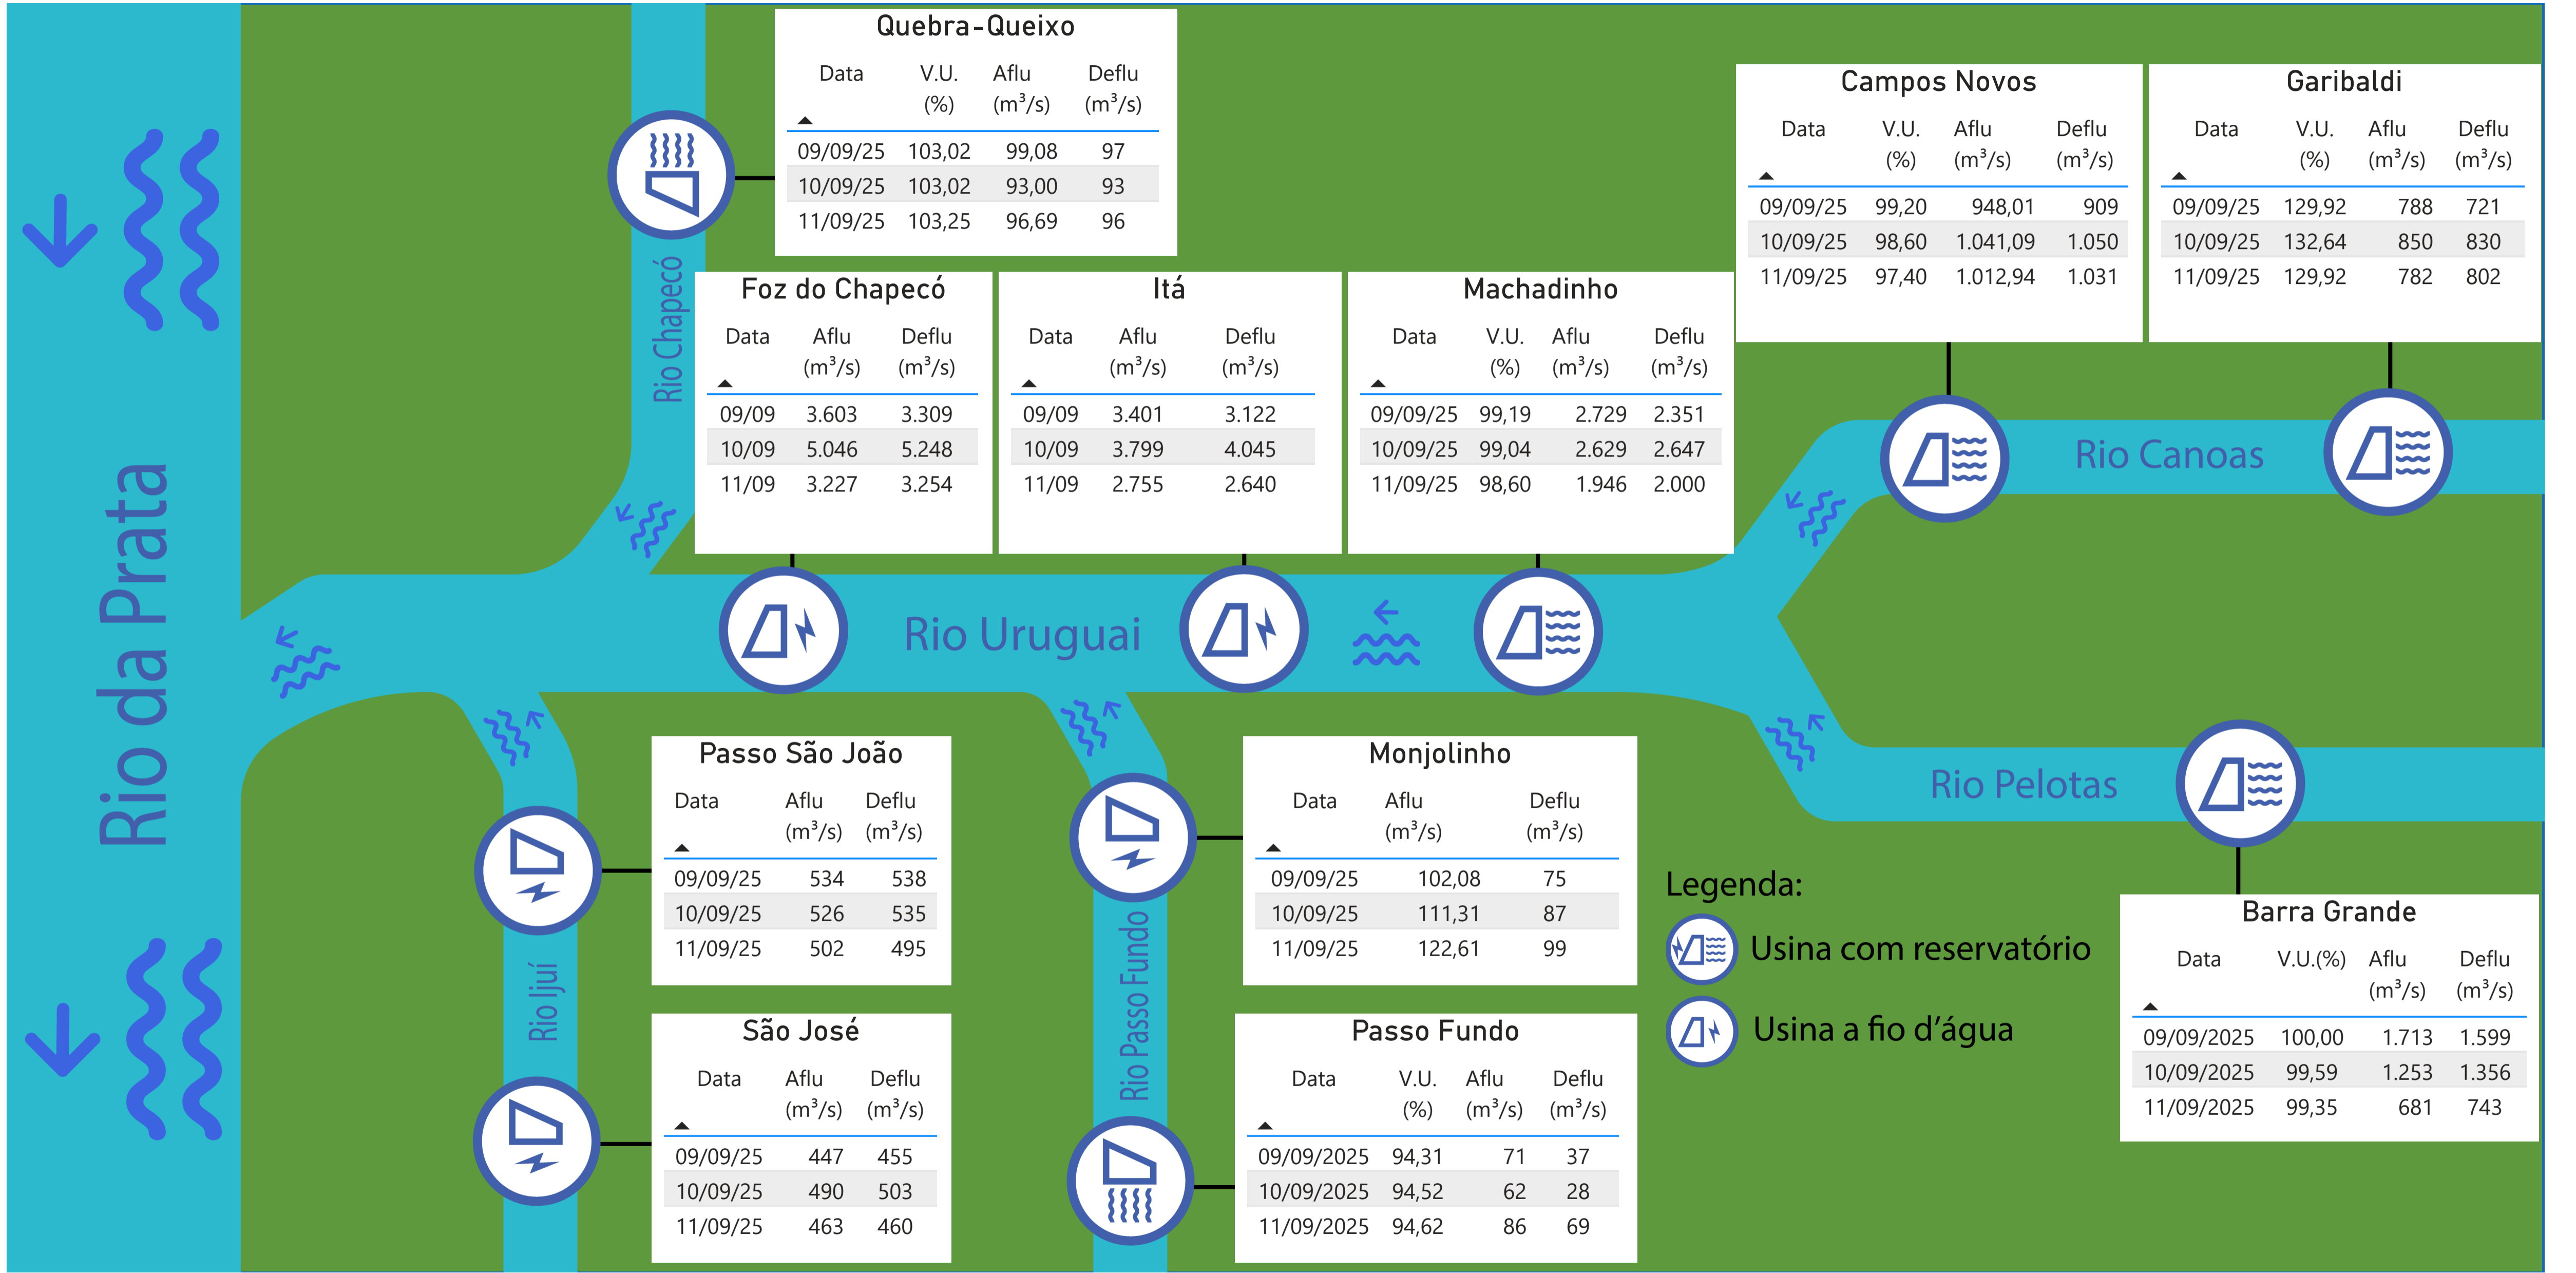 Quebra-Queixo
Data V.U. (%) Aflu (m³/s) Deflu (m³/s)
09/09/25 103,02 99,08 97
10/09/25 103,02 93,00 93
11/09/25 103,25 96,69 96
Campos Novos
Data V.U. (%) Aflu (m³/s) Deflu (m³/s)
09/09/25 99,20 948,01 909
10/09/25 98,60 1.041,09 1.050
11/09/25 97,40 1.012,94 1.031
Garibaldi
Data V.U. (%) Aflu (m³/s) Deflu (m³/s)
09/09/25 129,92 788 721
10/09/25 132,64 850 830
11/09/25 129,92 782 802
Rio Chapecó
Foz do Chapecó
Data Aflu (m³/s) Deflu (m³/s)
09/09 3.603 3.309
10/09 5.046 5.248
11/09 3.227 3.254
Itá
Data Aflu (m³/s) Deflu (m³/s)
09/09 3.401 3.122
10/09 3.799 4.045
11/09 2.755 2.640
Machadinho
Data V.U. (%) Aflu (m³/s) Deflu (m³/s)
09/09/25 99,19 2.729 2.351
10/09/25 99,04 2.629 2.647
11/09/25 98,60 1.946 2.000
Rio Canoas
Rio da Prata
Rio Uruguai
Rio Pelotas
Passo São João
Data Aflu (m³/s) Deflu (m³/s)
09/09/25 534 538
10/09/25 526 535
11/09/25 502 495
Monjolinho
Data Aflu (m³/s) Deflu (m³/s)
09/09/25 102,08 75
10/09/25 111,31 87
11/09/25 122,61 99
Legenda:
Usina com reservatório
Usina a fio d'água
Barra Grande
Data V.U.(%) Aflu (m³/s) Deflu (m³/s)
09/09/2025 100,00 1.713 1.599
10/09/2025 99,59 1.253 1.356
11/09/2025 99,35 681 743
Rio Ijuí
Rio Passo Fundo
São José
Data Aflu (m³/s) Deflu (m³/s)
09/09/25 447 455
10/09/25 490 503
11/09/25 463 460
Passo Fundo
Data V.U. (%) Aflu (m³/s) Deflu (m³/s)
09/09/2025 94,31 71 37
10/09/2025 94,52 62 28
11/09/2025 94,62 86 69